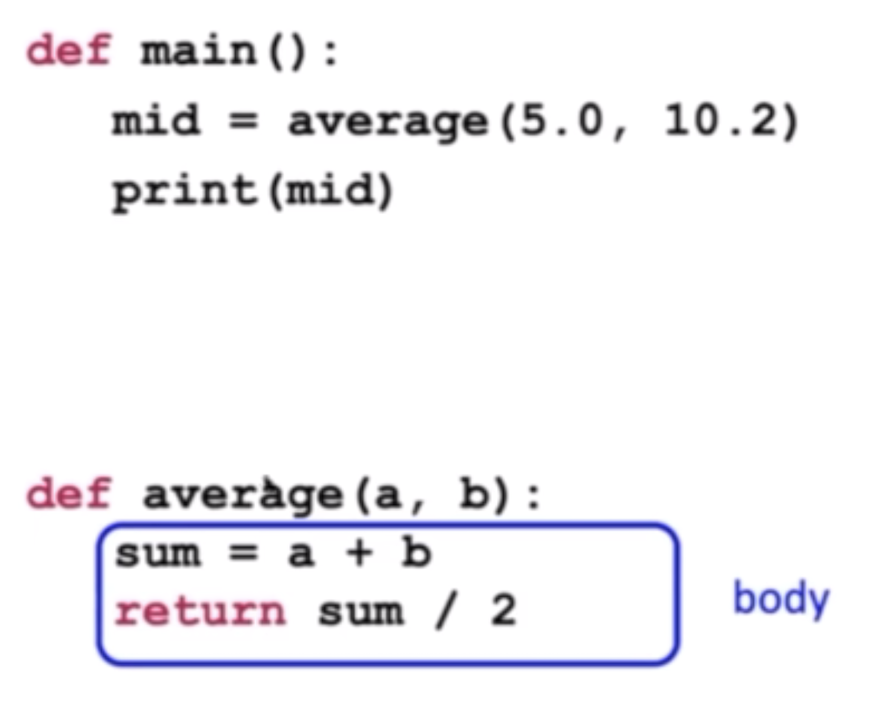 def main():
    mid = average(5.0, 10.2)
    print(mid)
def average(a, b):
    sum = a + b
    return sum / 2
body